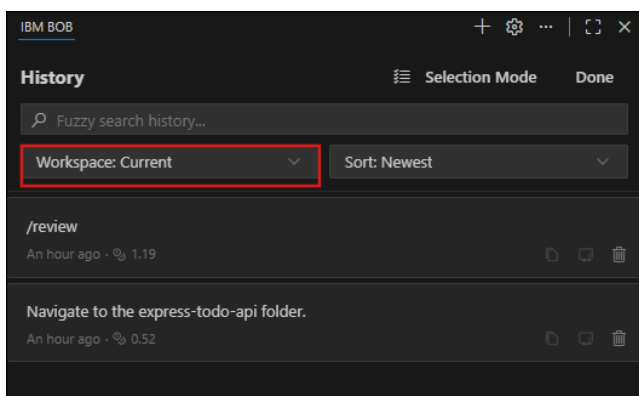 IBM BOB
History Selection Mode Done
Fuzzy search history...
Workspace: Current Sort: Newest
/review
An hour ago · 1.19
Navigate to the express-todo-api folder.
An hour ago · 0.52